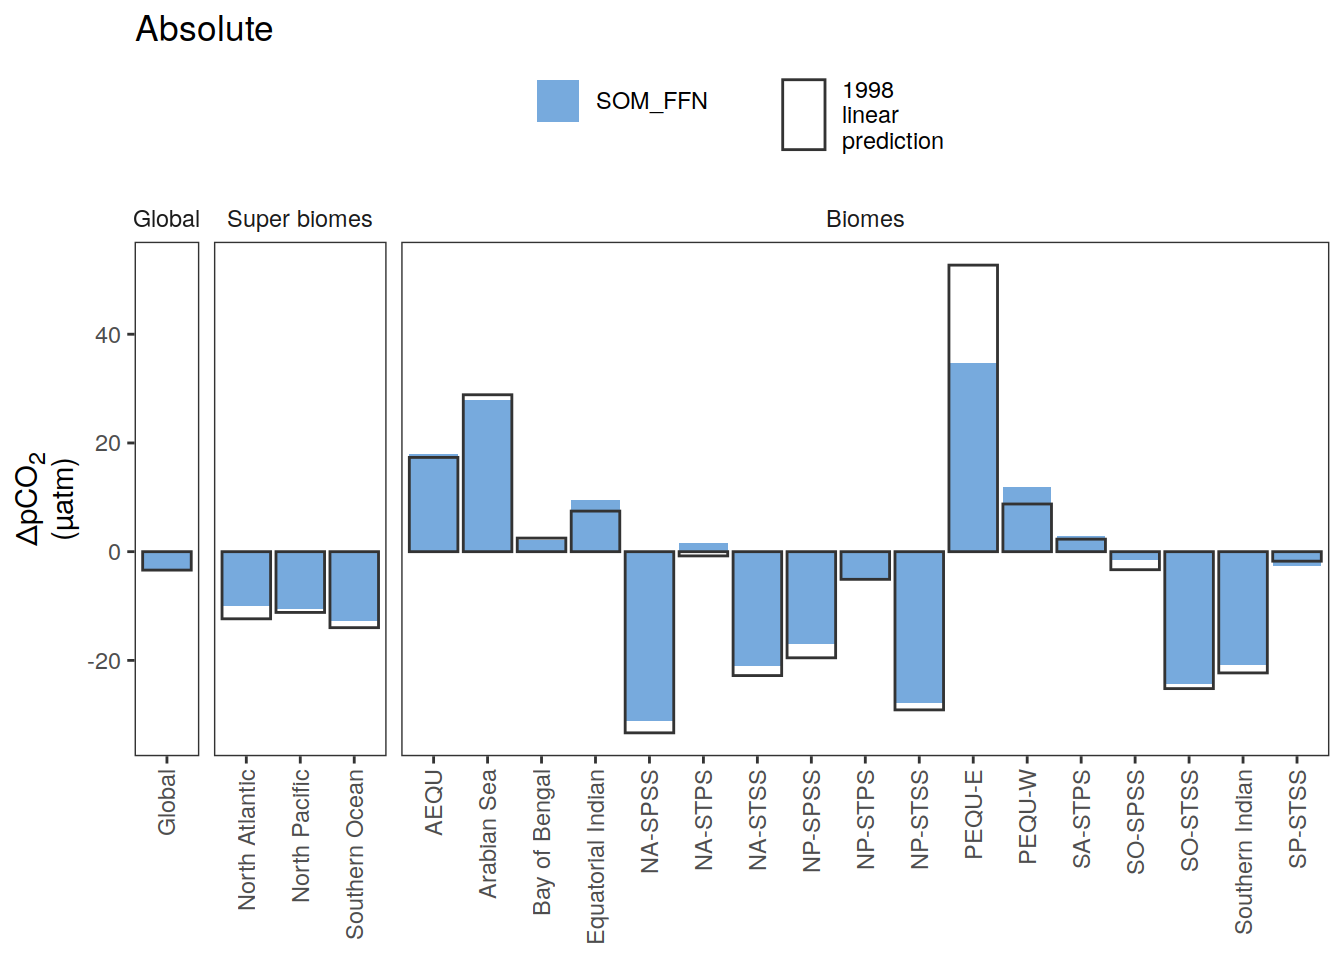 Absolute
SOM_FFN
1998
linear
prediction
Global
Super biomes
Biomes
ΔpCO₂
(µatm)
40
20
0
-20
Global
North Atlantic
North Pacific
Southern Ocean
AEQU
Arabian Sea
Bay of Bengal
Equatorial Indian
NA-SPSS
NA-STPS
NA-STSS
NP-SPSS
NP-STPS
NP-STSS
PEQU-E
PEQU-W
SA-STPS
SO-SPSS
SO-STSS
Southern Indian
SP-STSS